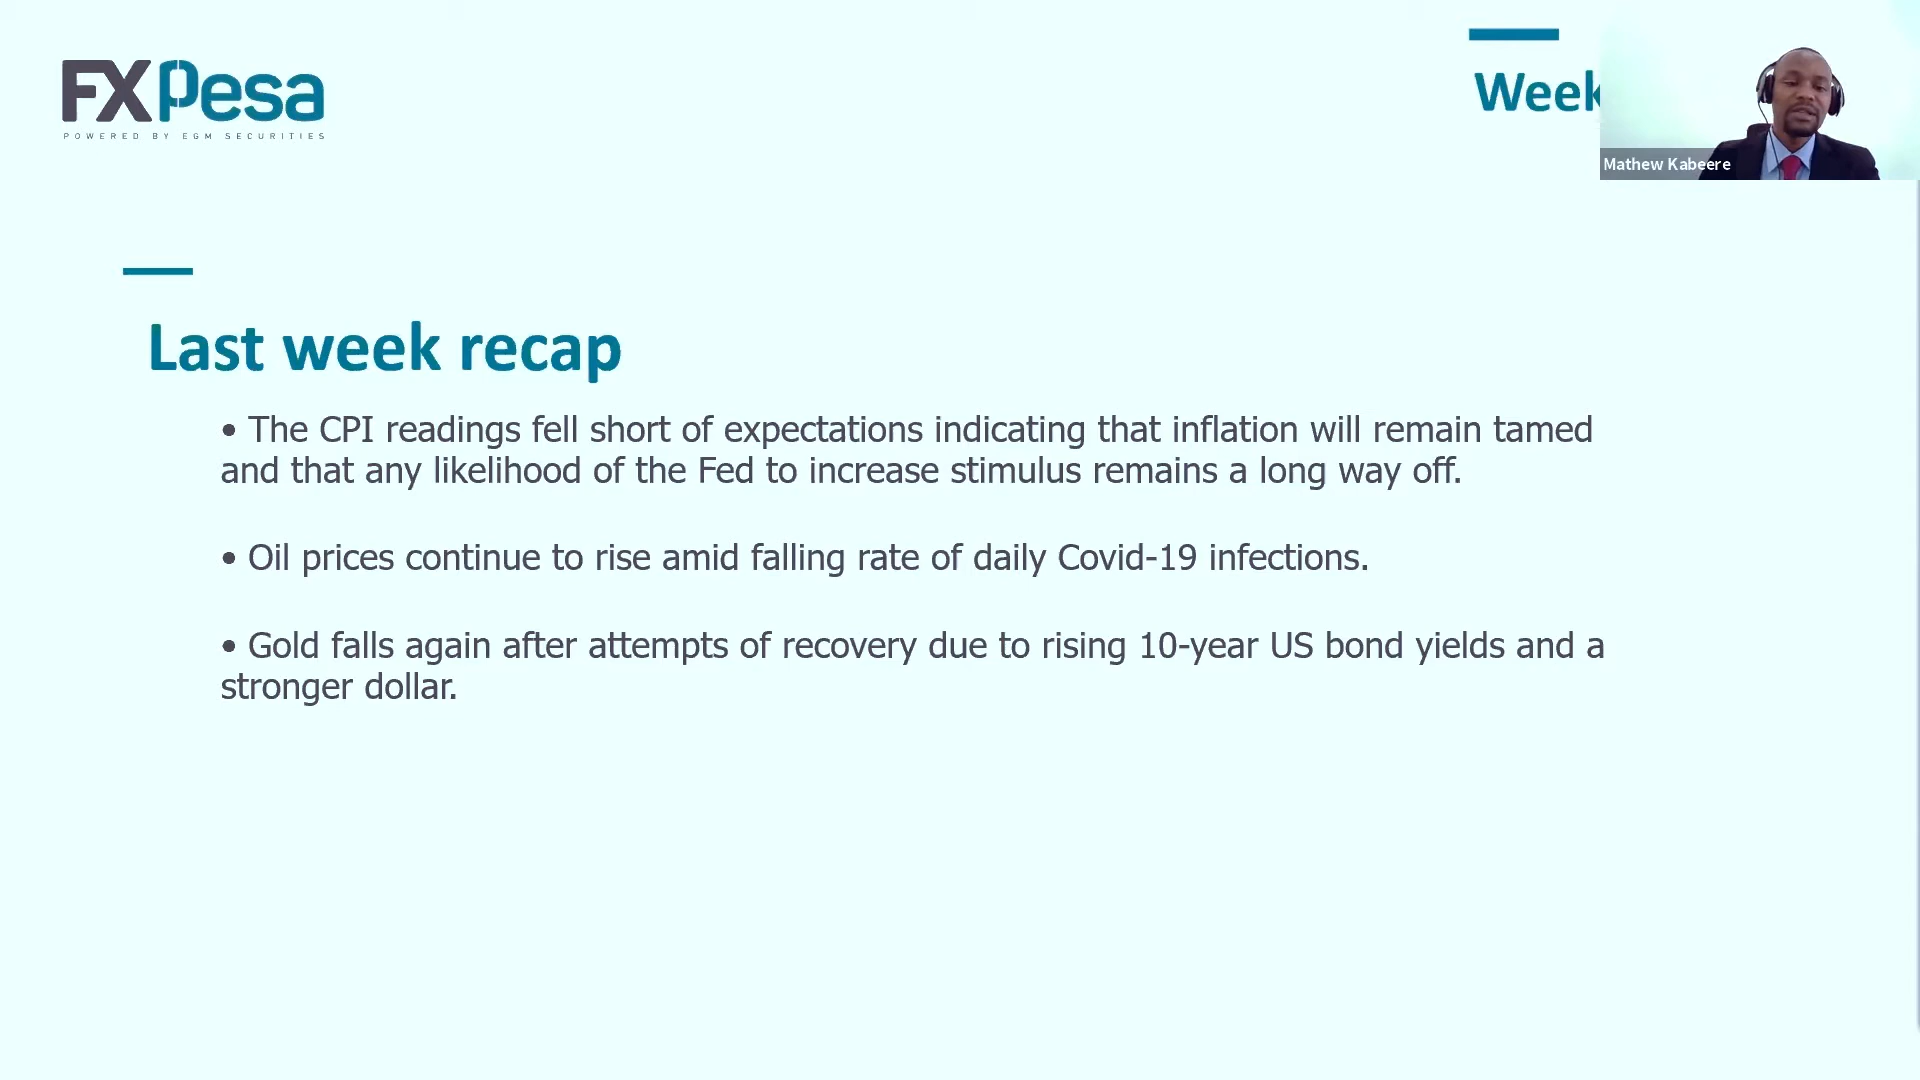 FXPesa
POWERED BY EGM SECURITIES
Week
Mathew Kabeere
Last week recap
• The CPI readings fell short of expectations indicating that inflation will remain tamed
and that any likelihood of the Fed to increase stimulus remains a long way off.
• Oil prices continue to rise amid falling rate of daily Covid-19 infections.
• Gold falls again after attempts of recovery due to rising 10-year US bond yields and a
stronger dollar.